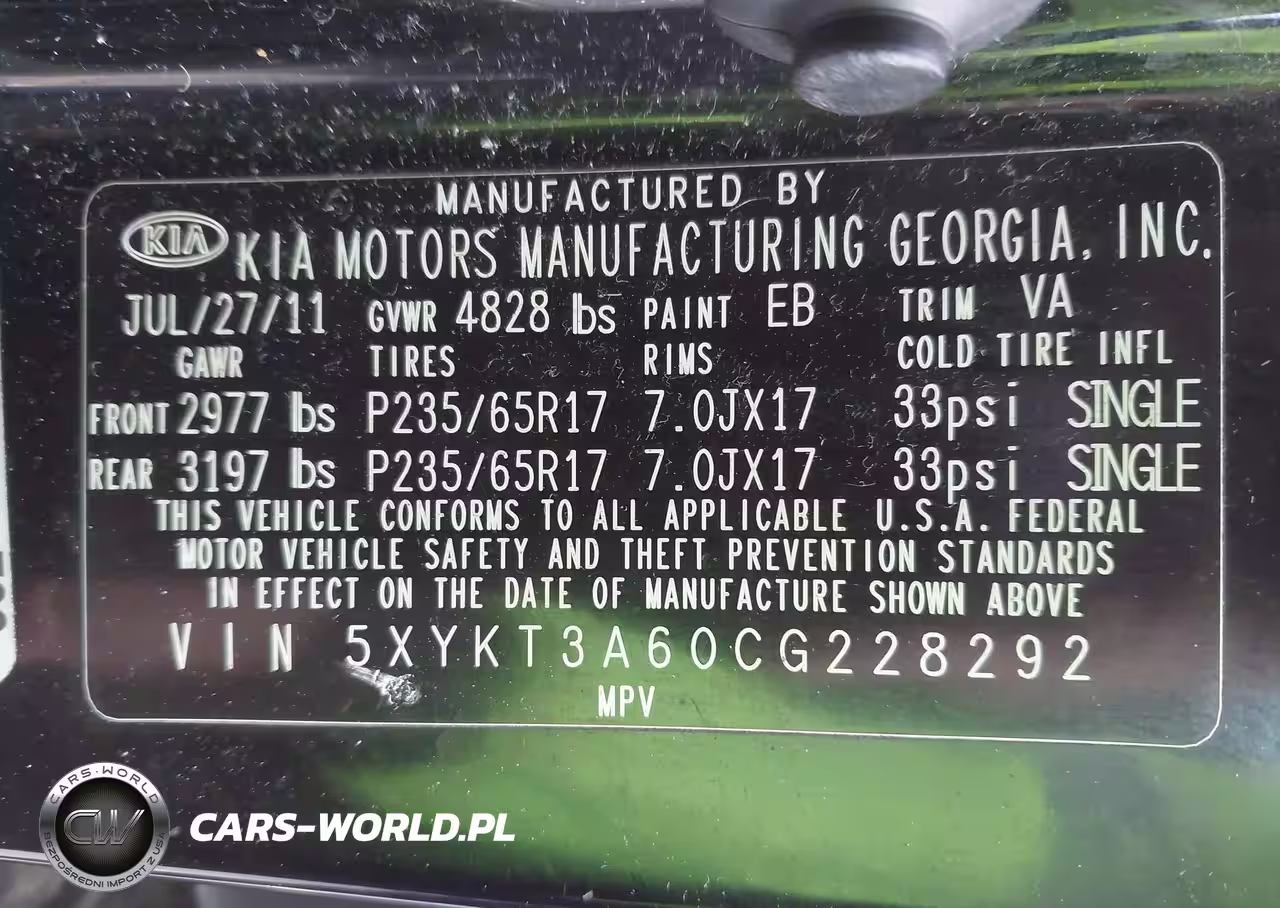 MANUFACTURED BY
KIA KIA MOTORS MANUFACTURING GEORGIA, INC.
JUL/27/11 GVWR 4828 lbs PAINT EB TRIM VA
GAWR TIRES RIMS COLD TIRE INFL
FRONT 2977 lbs P235/65R17 7.0JX17 33psi SINGLE
REAR 3197 lbs P235/65R17 7.0JX17 33psi SINGLE
THIS VEHICLE CONFORMS TO ALL APPLICABLE U.S.A. FEDERAL
MOTOR VEHICLE SAFETY AND THEFT PREVENTION STANDARDS
IN EFFECT ON THE DATE OF MANUFACTURE SHOWN ABOVE
VIN 5XYKT3A60CG228292
MPV
CARS-WORLD
CW
BEZPOŚREDNI IMPORT Z USA
CARS-WORLD.PL